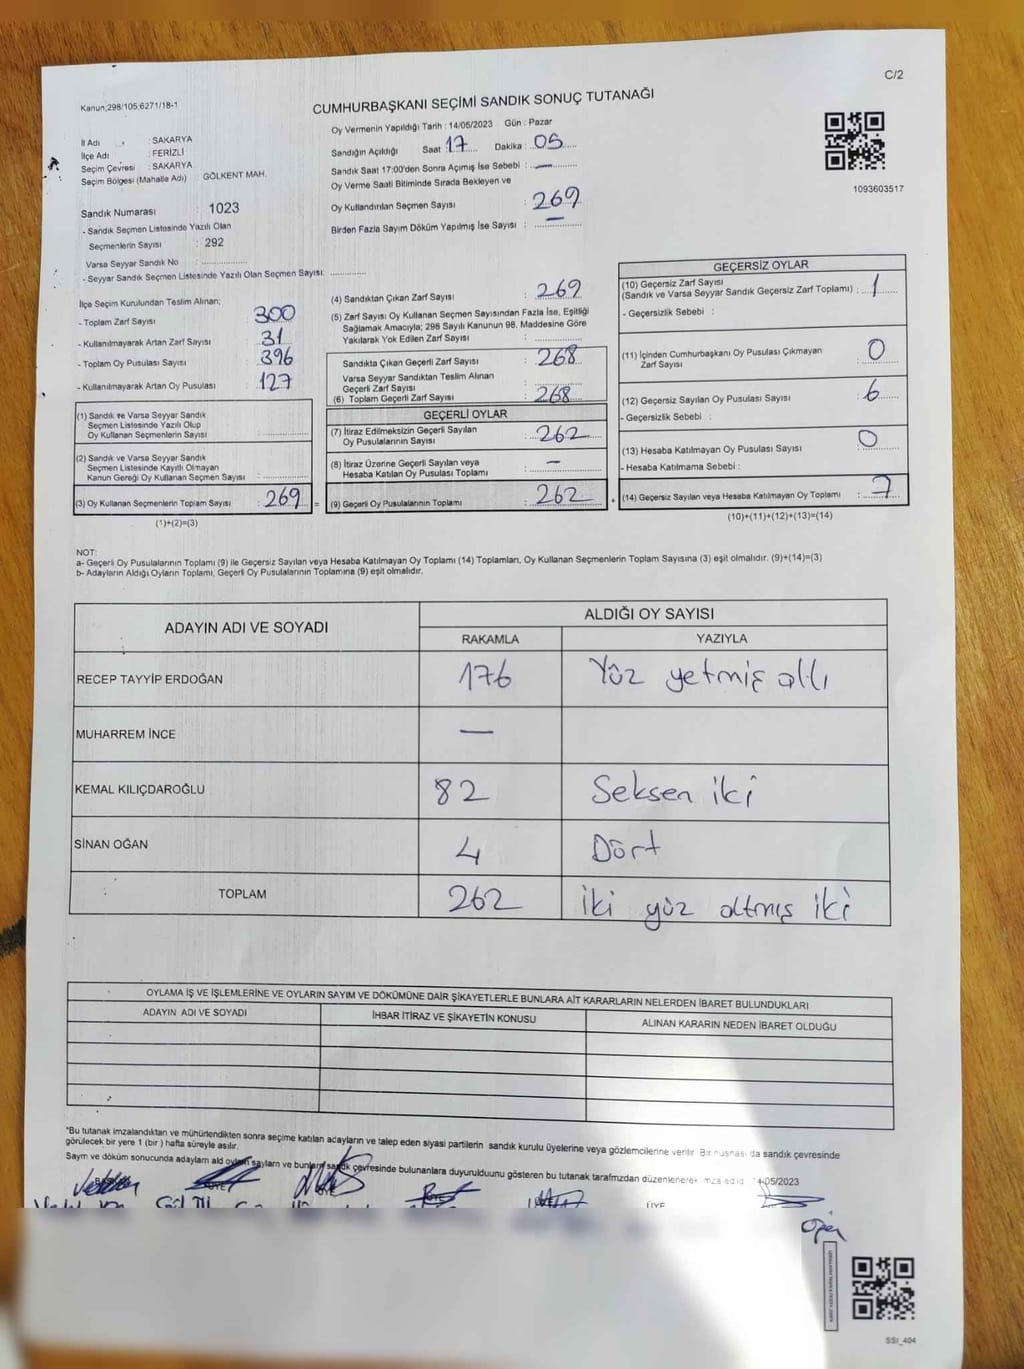 C/2
Kanun;298/105;6271/18-1
CUMHURBAŞKANI SEÇİMİ SANDIK SONUÇ TUTANAĞI
İl Adı : SAKARYA
İlçe Adı : FERİZLİ
Seçim Çevresi : SAKARYA
Seçim Bölgesi (Mahalle Adı) GÖLKENT MAH.
Sandık Numarası 1023
- Sandık Seçmen Listesinde Yazılı Olan
Seçmenlerin Sayısı : 292
Varsa Seyyar Sandık No :
- Seyyar Sandık Seçmen Listesinde Yazılı Olan Seçmen Sayısı:
Oy Vermenin Yapıldığı Tarih : 14/05/2023 Gün : Pazar
Sandığın Açıldığı Saat : 17 Dakika : 05
Sandık Saat 17:00'den Sonra Açımış İse Sebebi : —
Oy Verme Saati Bitiminde Sırada Bekleyen ve
Oy Kullandırılan Seçmen Sayısı : 269
Birden Fazla Sayım Döküm Yapılmış İse Sayısı : —
1093603517
İlçe Seçim Kurulundan Teslim Alınan;
- Toplam Zarf Sayısı : 300
- Kullanılmayarak Artan Zarf Sayısı : 31
- Toplam Oy Pusulası Sayısı : 396
- Kullanılmayarak Artan Oy Pusulası : 127
(1) Sandık ve Varsa Seyyar Sandık
Seçmen Listesinde Yazılı Olup
Oy Kullanan Seçmenlerin Sayısı :
(2) Sandık ve Varsa Seyyar Sandık
Seçmen Listesinde Kayıtlı Olmayan
Kanun Gereği Oy Kullanan Seçmen Sayısı :
(3) Oy Kullanan Seçmenlerin Toplam Sayısı : 269 =
(1)+(2)=(3)
(4) Sandıktan Çıkan Zarf Sayısı : 269
(5) Zarf Sayısı Oy Kullanan Seçmen Sayısından Fazla İse, Eşitliği
Sağlamak Amacıyla; 298 Sayılı Kanunun 98. Maddesine Göre
Yakılarak Yok Edilen Zarf Sayısı :
Sandıkta Çıkan Geçerli Zarf Sayısı : 268
Varsa Seyyar Sandıktan Teslim Alınan
Geçerli Zarf Sayısı :
(6) Toplam Geçerli Zarf Sayısı : 268
GEÇERLİ OYLAR
(7) İtiraz Edilmeksizin Geçerli Sayılan
Oy Pusulalarının Sayısı : 262
(8) İtiraz Üzerine Geçerli Sayılan veya
Hesaba Katılan Oy Pusulası Toplamı : —
(9) Geçerli Oy Pusulalarının Toplamı : 262 +
GEÇERSİZ OYLAR
(10) Geçersiz Zarf Sayısı
(Sandık ve Varsa Seyyar Sandık Geçersiz Zarf Toplamı) : 1
- Geçersizlik Sebebi :
(11) İçinden Cumhurbaşkanı Oy Pusulası Çıkmayan
Zarf Sayısı : 0
(12) Geçersiz Sayılan Oy Pusulası Sayısı : 6
- Geçersizlik Sebebi :
(13) Hesaba Katılmayan Oy Pusulası Sayısı : 0
- Hesaba Katılmama Sebebi :
(14) Geçersiz Sayılan veya Hesaba Katılmayan Oy Toplamı : 7
(10)+(11)+(12)+(13)=(14)
NOT:
a- Geçerli Oy Pusulalarının Toplamı (9) ile Geçersiz Sayılan veya Hesaba Katılmayan Oy Toplamı (14) Toplamları, Oy Kullanan Seçmenlerin Toplam Sayısına (3) eşit olmalıdır. (9)+(14)=(3)
b- Adayların Aldığı Oyların Toplamı, Geçerli Oy Pusulalarının Toplamına (9) eşit olmalıdır.
ADAYIN ADI VE SOYADI ALDIĞI OY SAYISI
RAKAMLA YAZIYLA
RECEP TAYYİP ERDOĞAN 176 Yüz yetmiş altı
MUHARREM İNCE —
KEMAL KILIÇDAROĞLU 82 Seksen iki
SİNAN OĞAN 4 Dört
TOPLAM 262 İki yüz altmış iki
OYLAMA İŞ VE İŞLEMLERİNE VE OYLARIN SAYIM VE DÖKÜMÜNE DAİR ŞİKAYETLERLE BUNLARA AİT KARARLARIN NELERDEN İBARET BULUNDUKLARI
ADAYIN ADI VE SOYADI İHBAR İTİRAZ VE ŞİKAYETİN KONUSU ALINAN KARARIN NEDEN İBARET OLDUĞU
*Bu tutanak imzalandıktan ve mühürlendikten sonra seçime katılan adayların ve talep eden siyasi partilerin sandık kurulu üyelerine veya gözlemcilerine verilir. Bir nüshası da sandık çevresinde
görülecek bir yere 1 (bir ) hafta süreyle asılır.
Sayım ve döküm sonucunda adayların aldığı oyların sayıları ve bunların sandık çevresinde bulunanlara duyurulduunu gösteren bu tutanak tarafımızdan düzenlenerek imza edildi 14/05/2023
ÜYE ÜYE ÜYE ÜYE
SSI_404